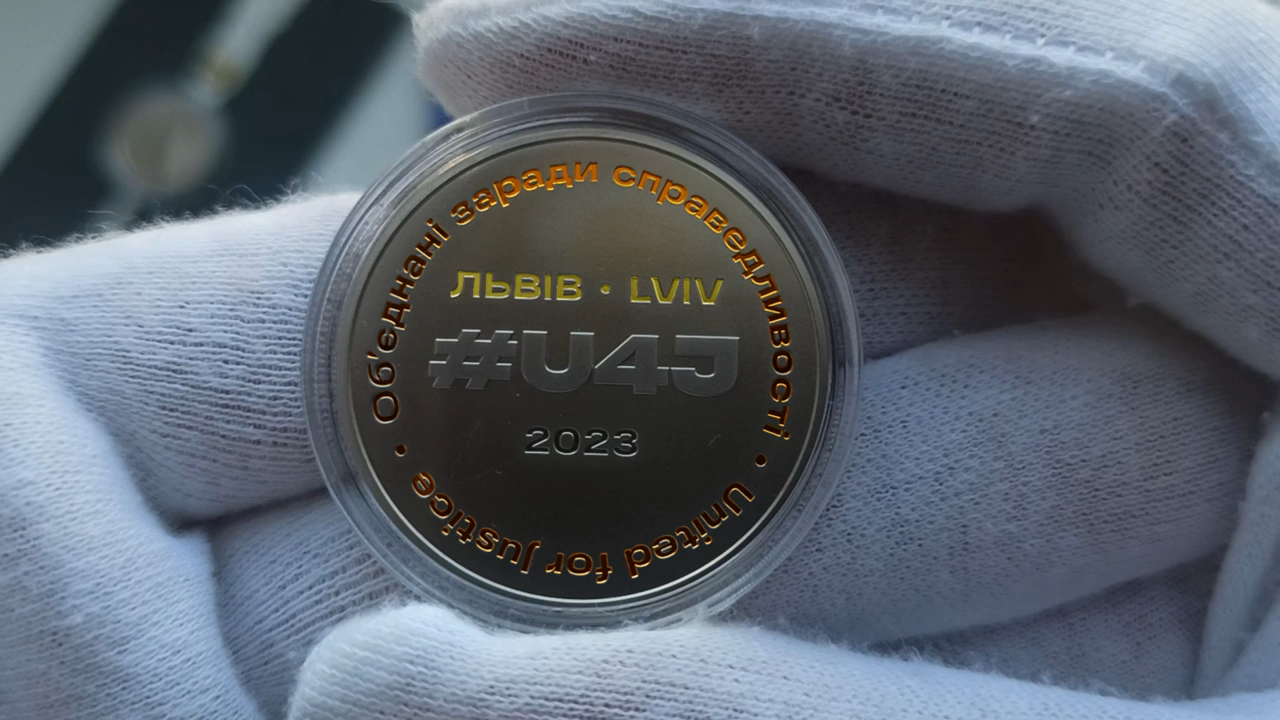 Об'єднані заради справедливості
ЛЬВІВ · LVIV
#U4J
2023
• United for justice •